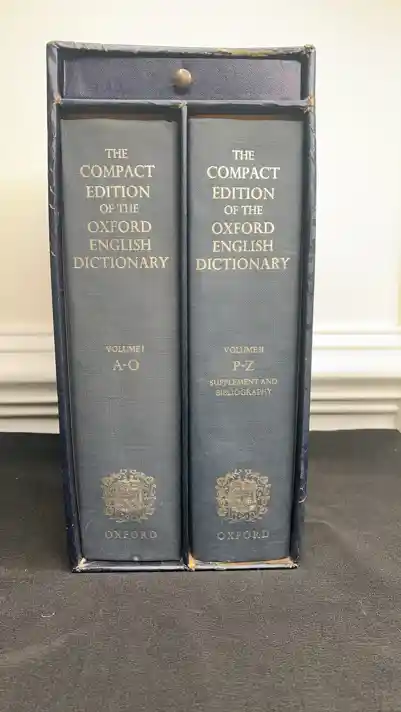 THE
COMPACT
EDITION
OF THE
OXFORD
ENGLISH
DICTIONARY
VOLUME I
A-O
OXFORD
THE
COMPACT
EDITION
OF THE
OXFORD
ENGLISH
DICTIONARY
VOLUME II
P-Z
SUPPLEMENT AND
BIBLIOGRAPHY
OXFORD